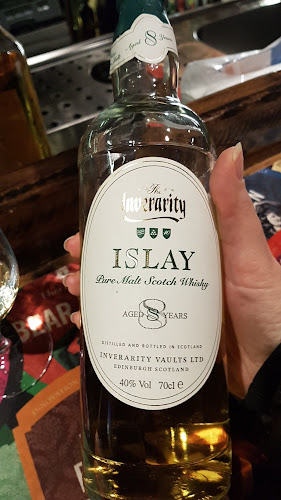 Aged 8 Years
The
Inverarity
ISLAY
Pure Malt Scotch Whisky
AGED 8 YEARS
DISTILLED AND BOTTLED IN SCOTLAND
INVERARITY VAULTS LTD
EDINBURGH SCOTLAND
40% Vol 70cl e